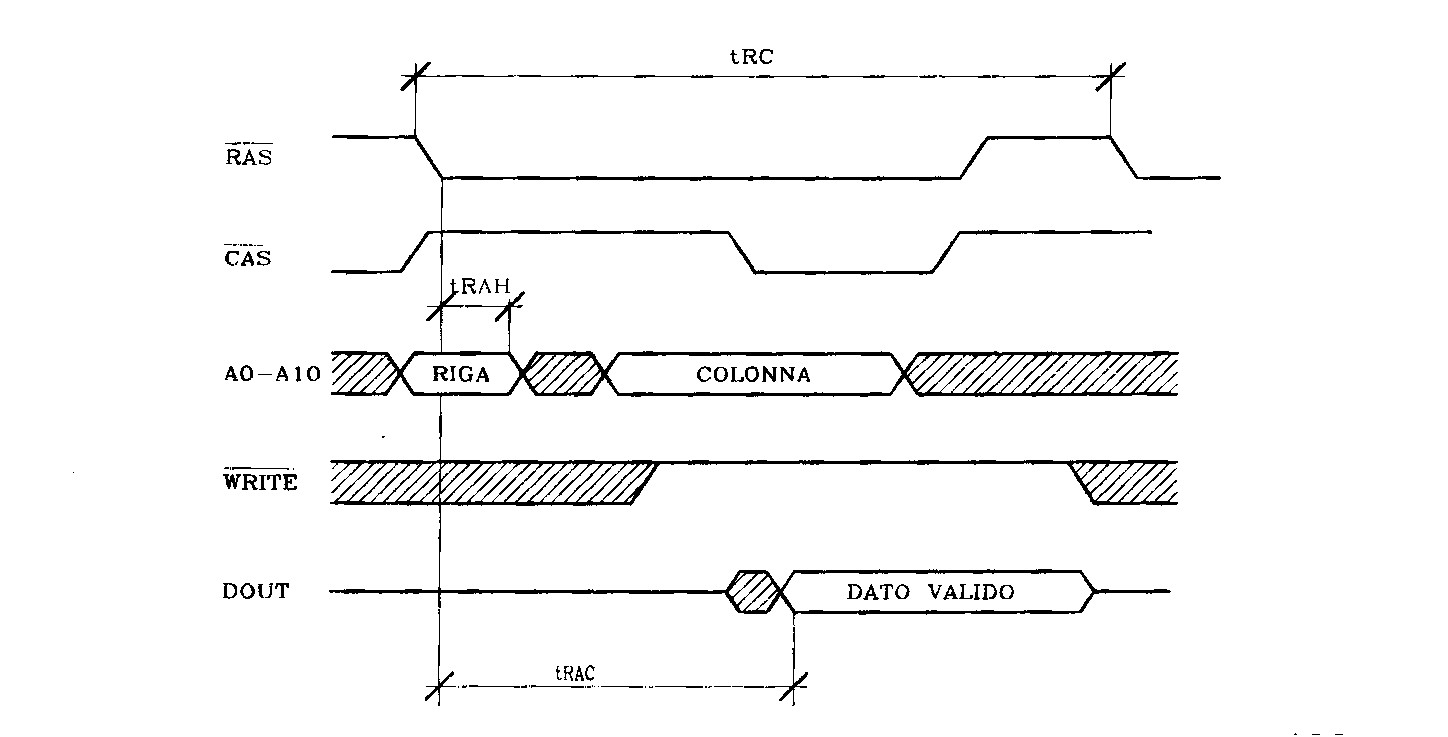 tRC
RAS
CAS
tRAH
A0-A10
RIGA
COLONNA
WRITE
DOUT
DATO VALIDO
tRAC